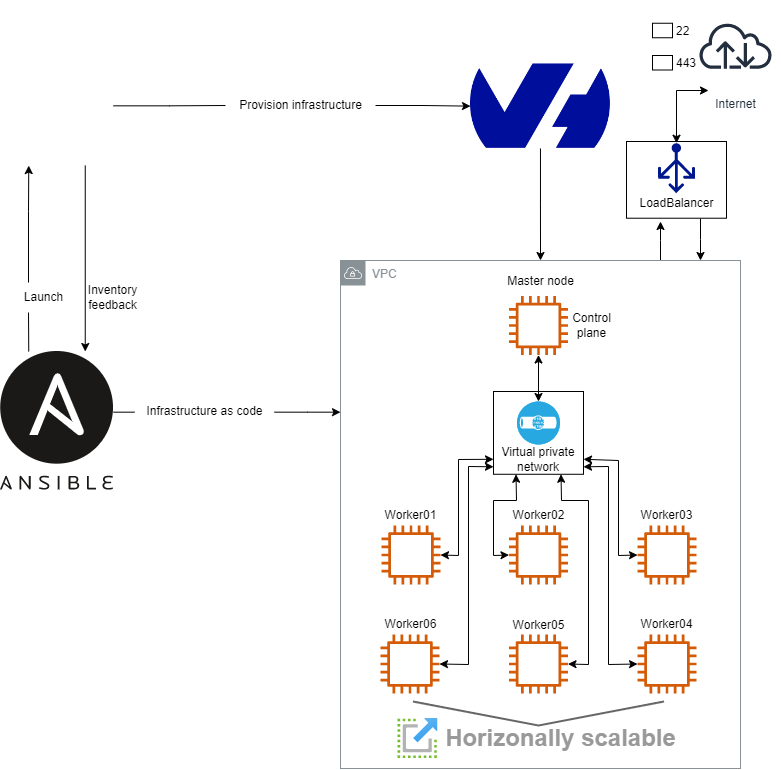 22
443
Provision infrastructure
Internet
LoadBalancer
VPC
Master node
Launch
Inventory
feedback
Control
plane
Infrastructure as code
Virtual private
network
ANSIBLE
Worker01
Worker02
Worker03
Worker06
Worker05
Worker04
Horizonally scalable